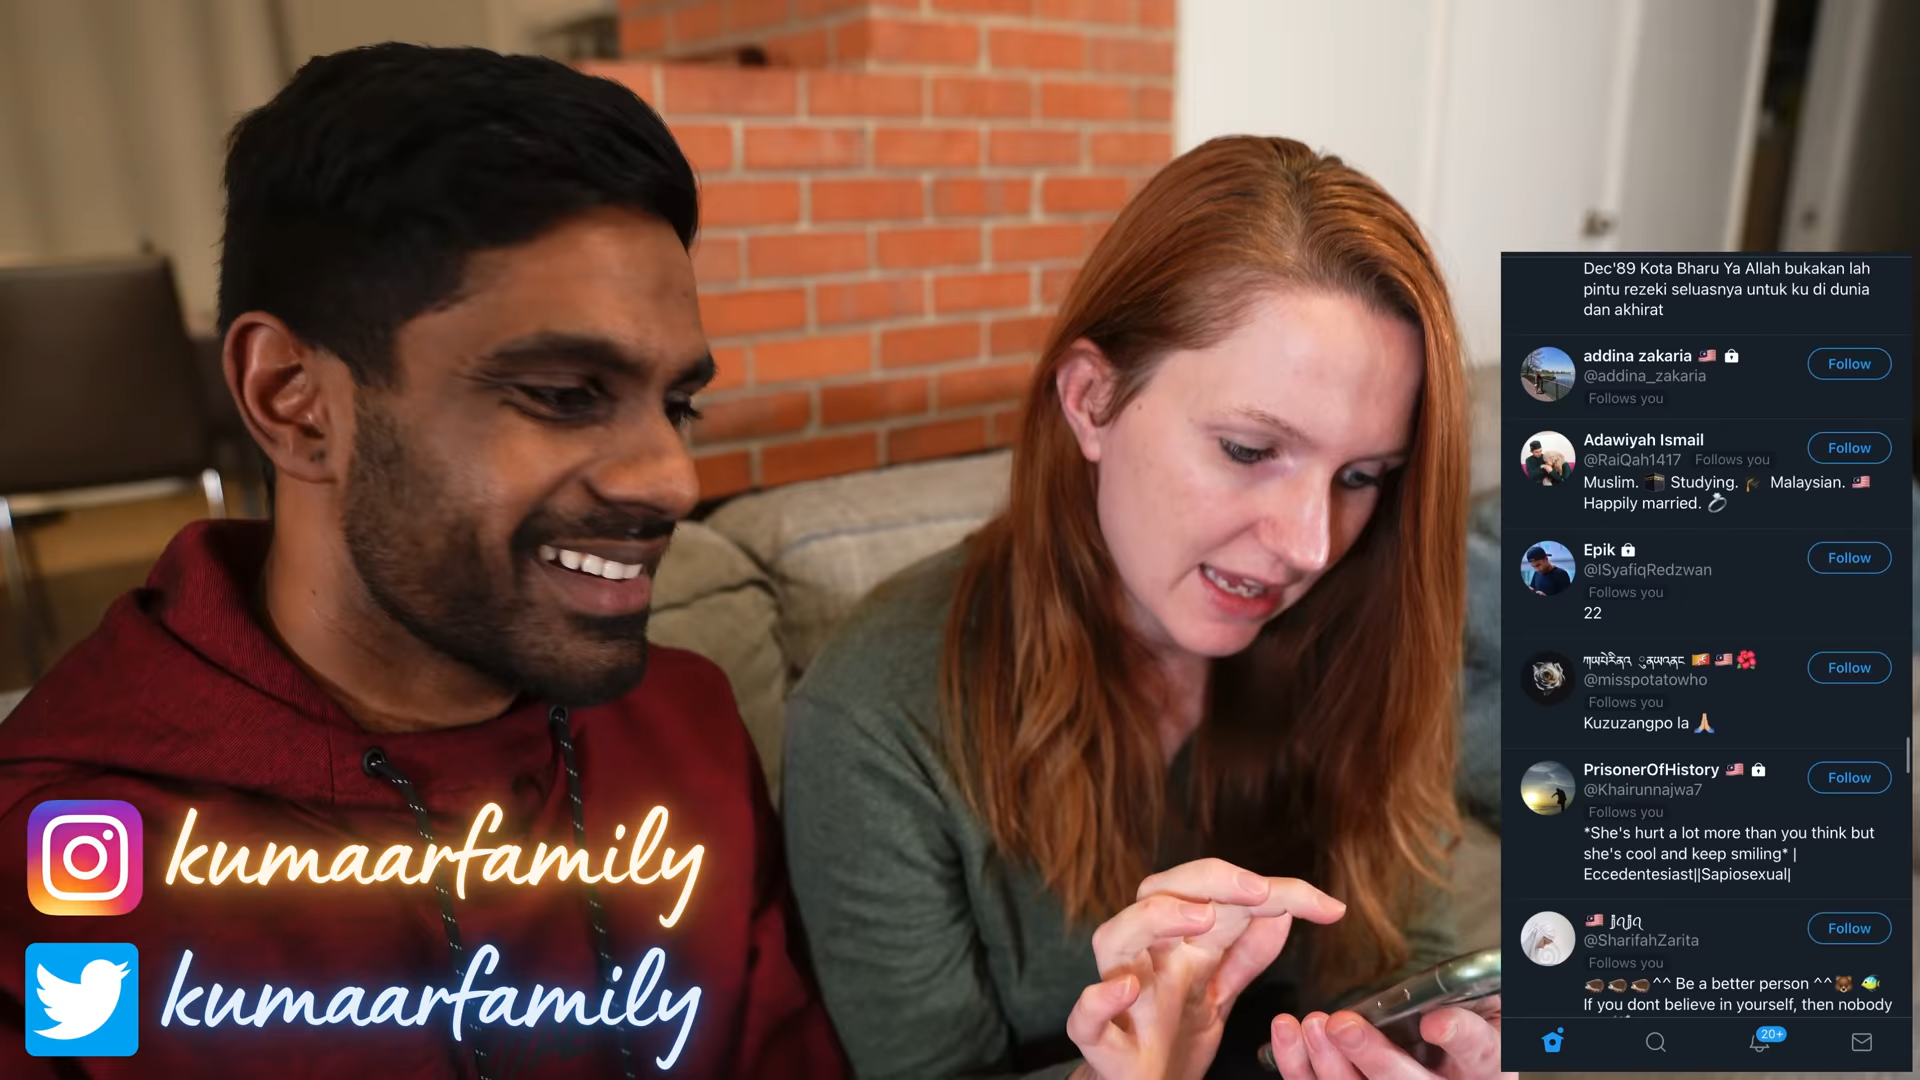 kumaarfamily
kumaarfamily
Dec'89 Kota Bharu Ya Allah bukakan lah
pintu rezeki seluasnya untuk ku di dunia
dan akhirat
addina zakaria 🇲🇾 🔒
Follow
@addina_zakaria
Follows you
Adawiyah Ismail
Follow
@RaiQah1417 Follows you
Muslim. 🕋 Studying. 🎓 Malaysian. 🇲🇾
Happily married. 💍
Epik 🔒
Follow
@ISyafiqRedzwan
Follows you
22
Follow
@misspotatowho
Follows you
Kuzuzangpo la 🙏🏼
PrisonerOfHistory 🇲🇾 🔒
Follow
@Khairunnajwa7
Follows you
*She's hurt a lot more than you think but
she's cool and keep smiling* |
Eccedentesiast||Sapiosexual|
Follow
@SharifahZarita
Follows you
🦔🦔🦔^^ Be a better person ^^🐻 🐠
If you dont believe in yourself, then nobody
20+